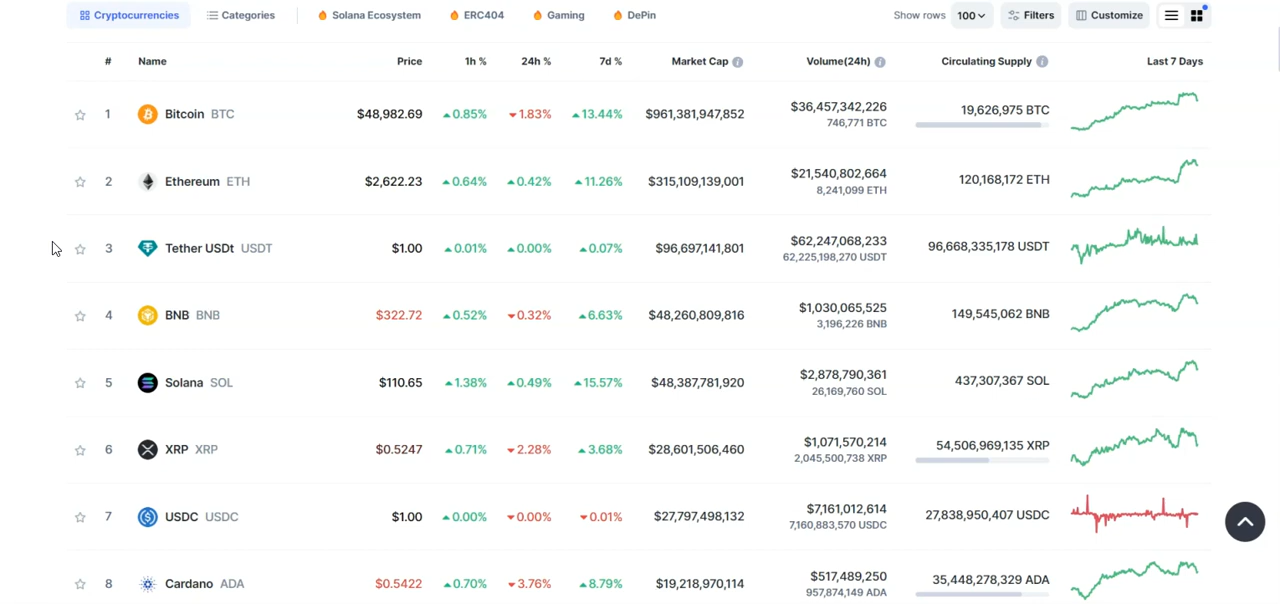 Cryptocurrencies Categories Solana Ecosystem ERC404 Gaming DePin Show rows 100 Filters Customize
# Name Price 1h % 24h % 7d % Market Cap Volume(24h) Circulating Supply Last 7 Days
1 Bitcoin BTC $48,982.69 0.85% 1.83% 13.44% $961,381,947,852 $36,457,342,226 19,626,975 BTC
746,771 BTC
2 Ethereum ETH $2,622.23 0.64% 0.42% 11.26% $315,109,139,001 $21,540,802,664 120,168,172 ETH
8,241,099 ETH
3 Tether USDt USDT $1.00 0.01% 0.00% 0.07% $96,697,141,801 $62,247,068,233 96,668,335,178 USDT
62,225,198,270 USDT
4 BNB BNB $322.72 0.52% 0.32% 6.63% $48,260,809,816 $1,030,065,525 149,545,062 BNB
3,196,226 BNB
5 Solana SOL $110.65 1.38% 0.49% 15.57% $48,387,781,920 $2,878,790,361 437,307,367 SOL
26,169,760 SOL
6 XRP XRP $0.5247 0.71% 2.28% 3.68% $28,601,506,460 $1,071,570,214 54,506,969,135 XRP
2,045,500,738 XRP
7 USDC USDC $1.00 0.00% 0.00% 0.01% $27,797,498,132 $7,161,012,614 27,838,950,407 USDC
7,160,883,570 USDC
8 Cardano ADA $0.5422 0.70% 3.76% 8.79% $19,218,970,114 $517,489,250 35,448,278,329 ADA
957,874,149 ADA